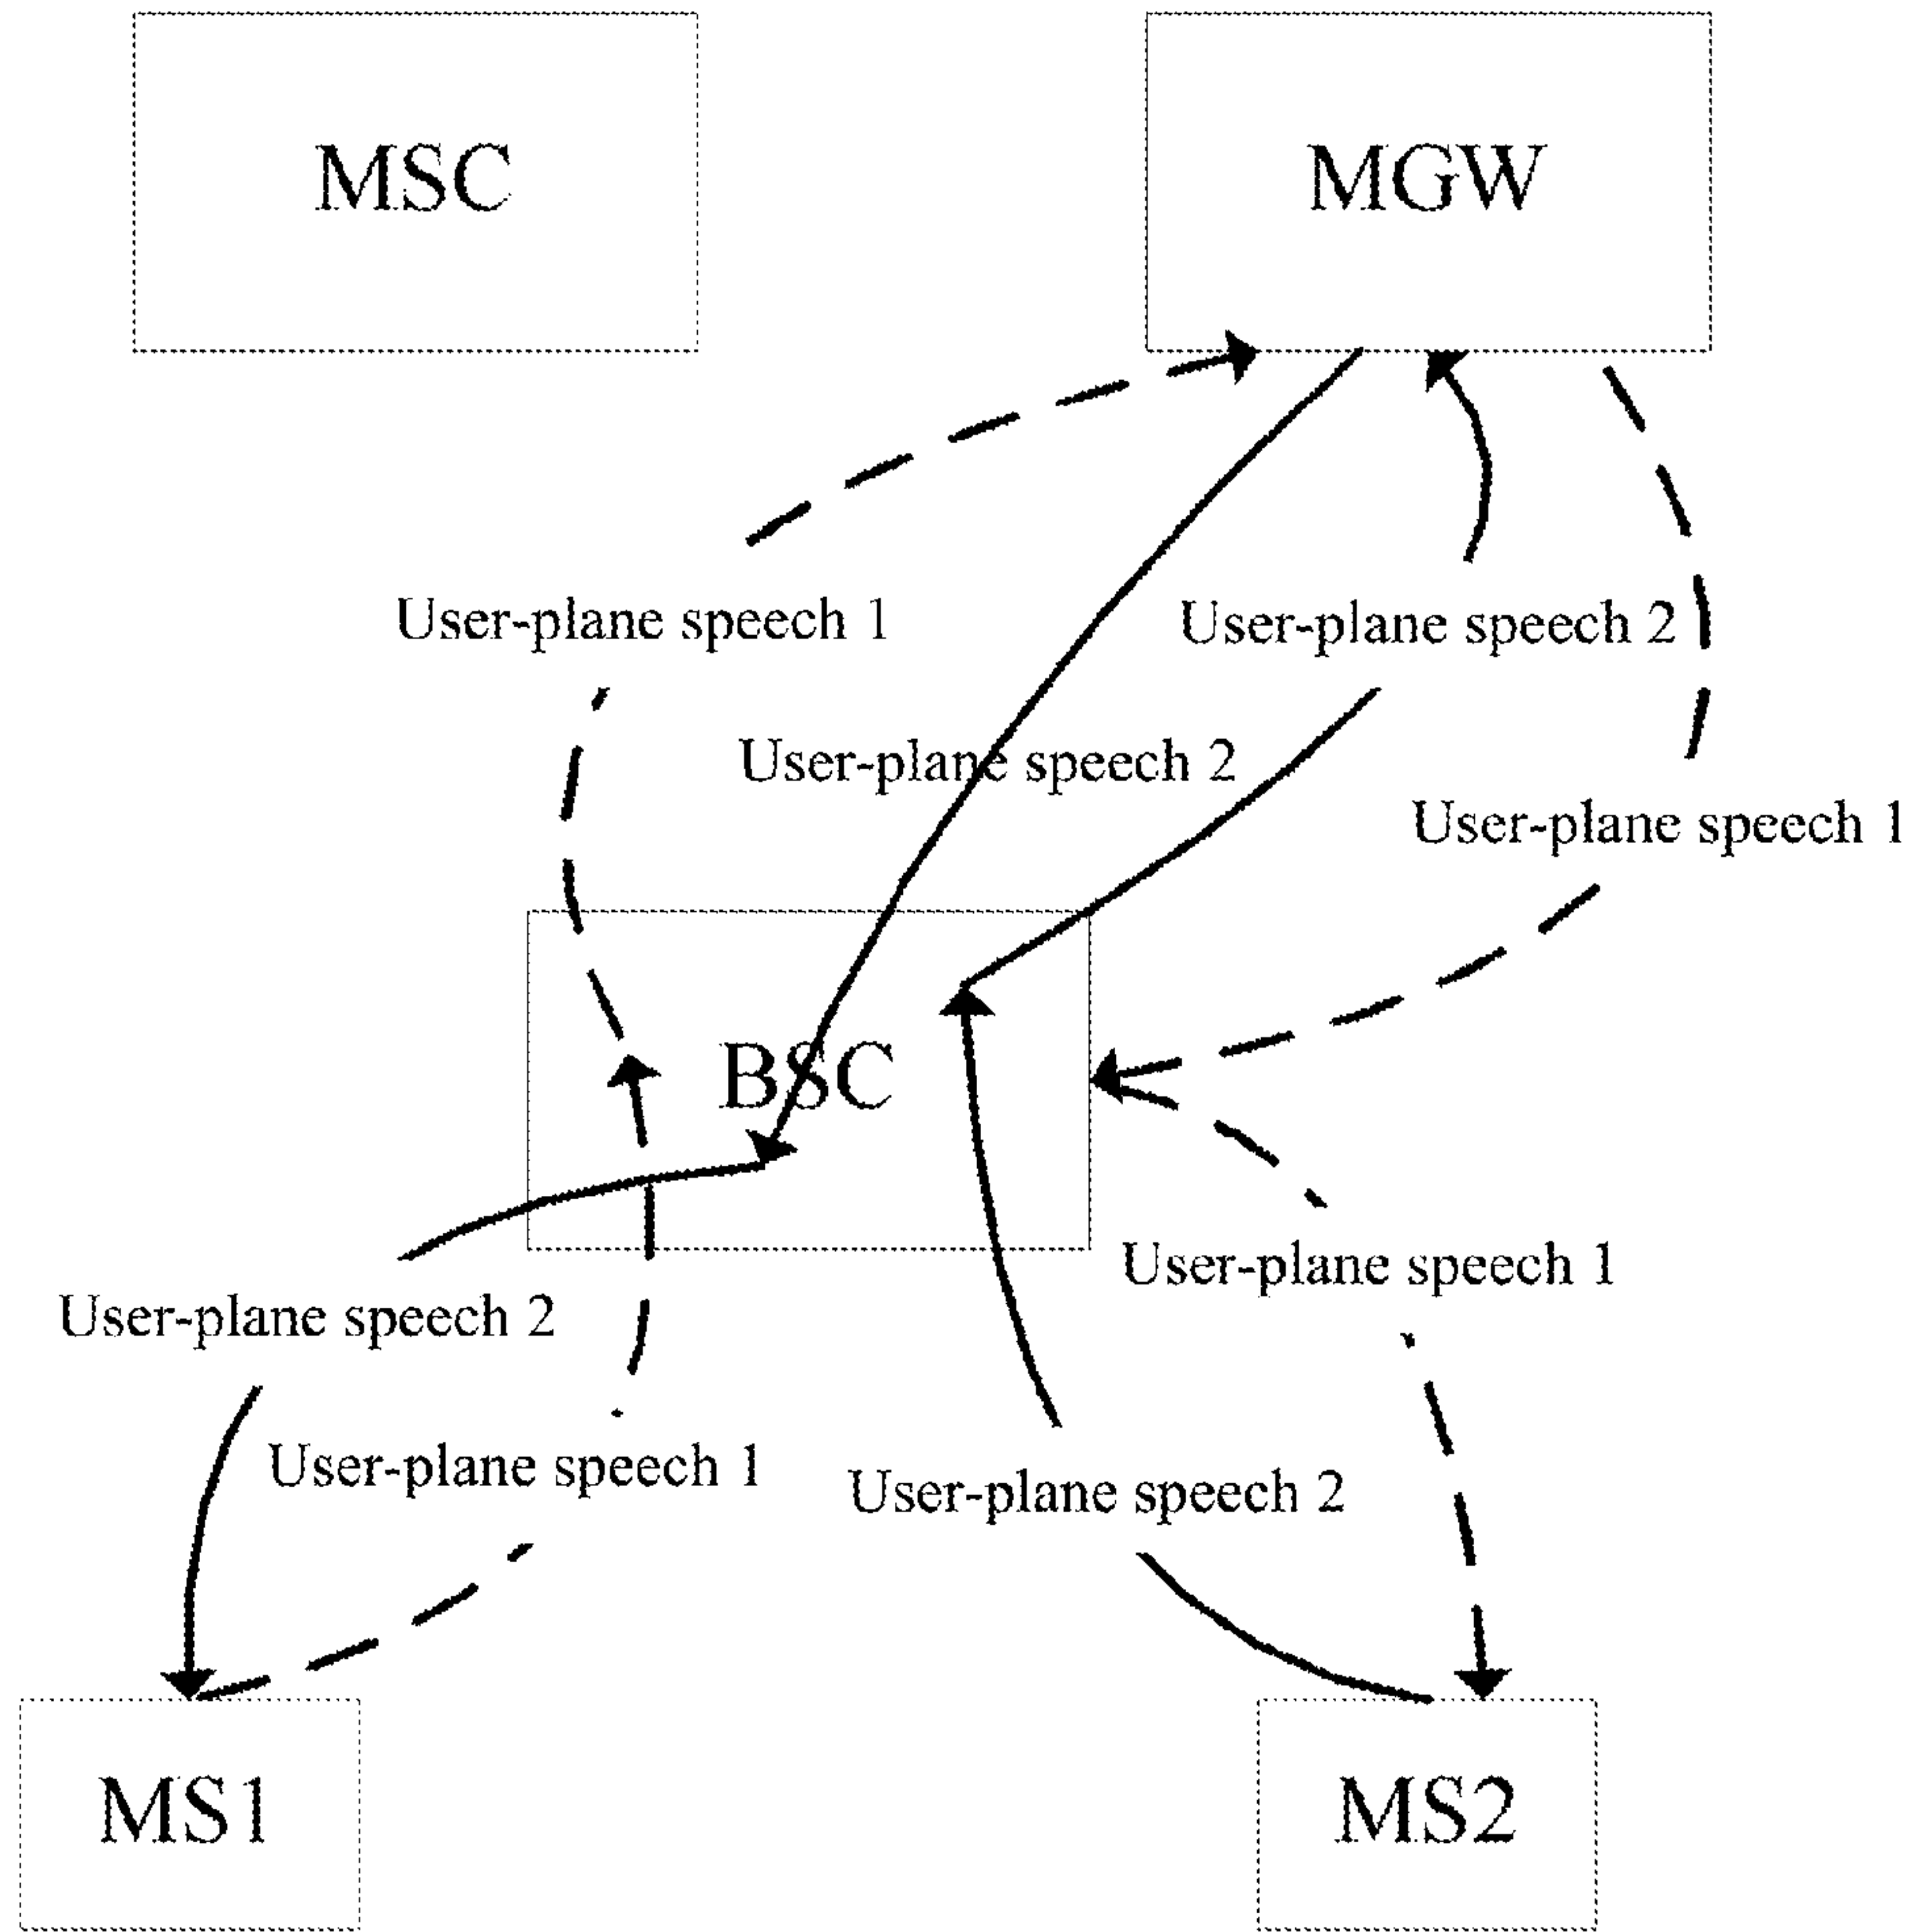 MSC
MGW
User-plane speech 1
User-plane speech 2
User-plane speech 2
User-plane speech 1
BSC
User-plane speech 1
User-plane speech 2
User-plane speech 1
User-plane speech 2
MS1
MS2